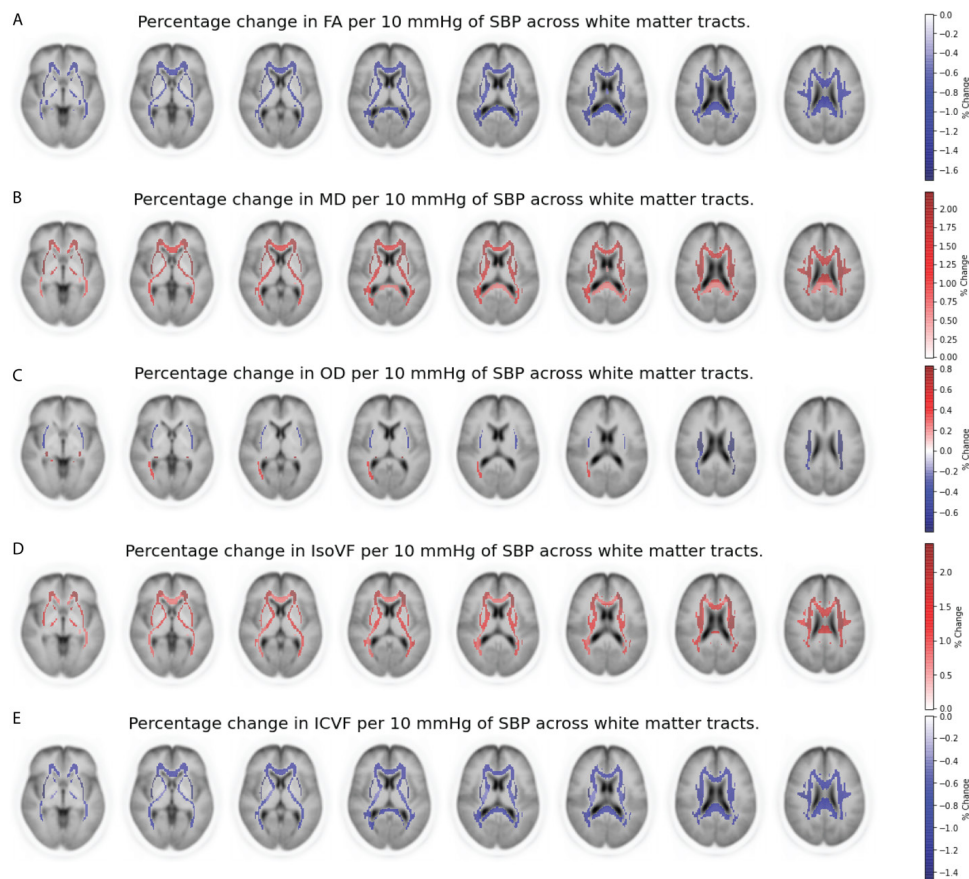 A
Percentage change in FA per 10 mmHg of SBP across white matter tracts.
0.0
−0.2
−0.4
−0.6
−0.8
−1.0
−1.2
−1.4
−1.6
% Change
B
Percentage change in MD per 10 mmHg of SBP across white matter tracts.
2.00
1.75
1.50
1.25
1.00
0.75
0.50
0.25
0.00
% Change
C
Percentage change in OD per 10 mmHg of SBP across white matter tracts.
0.8
0.6
0.4
0.2
0.0
−0.2
−0.4
−0.6
% Change
D
Percentage change in IsoVF per 10 mmHg of SBP across white matter tracts.
2.0
1.5
1.0
0.5
0.0
% Change
E
Percentage change in ICVF per 10 mmHg of SBP across white matter tracts.
0.0
−0.2
−0.4
−0.6
−0.8
−1.0
−1.2
−1.4
% Change